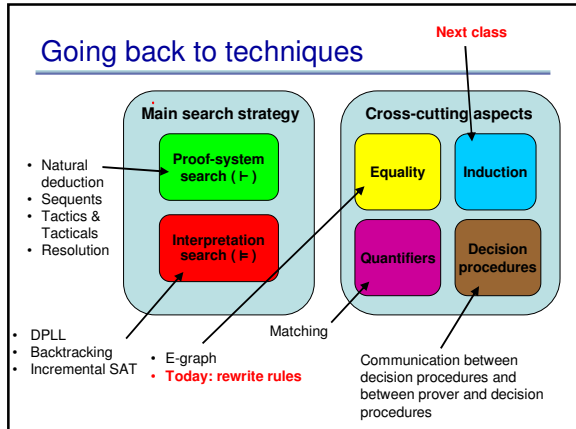 Next class
Going back to techniques
Main search strategy
Cross-cutting aspects
Proof-system
search ( ⊢ )
Interpretation
search ( ⊨ )
Equality
Induction
Quantifiers
Decision
procedures
• Natural
deduction
• Sequents
• Tactics &
Tacticals
• Resolution
• DPLL
• Backtracking
• Incremental SAT
• E-graph
• Today: rewrite rules
Matching
Communication between
decision procedures and
between prover and decision
procedures